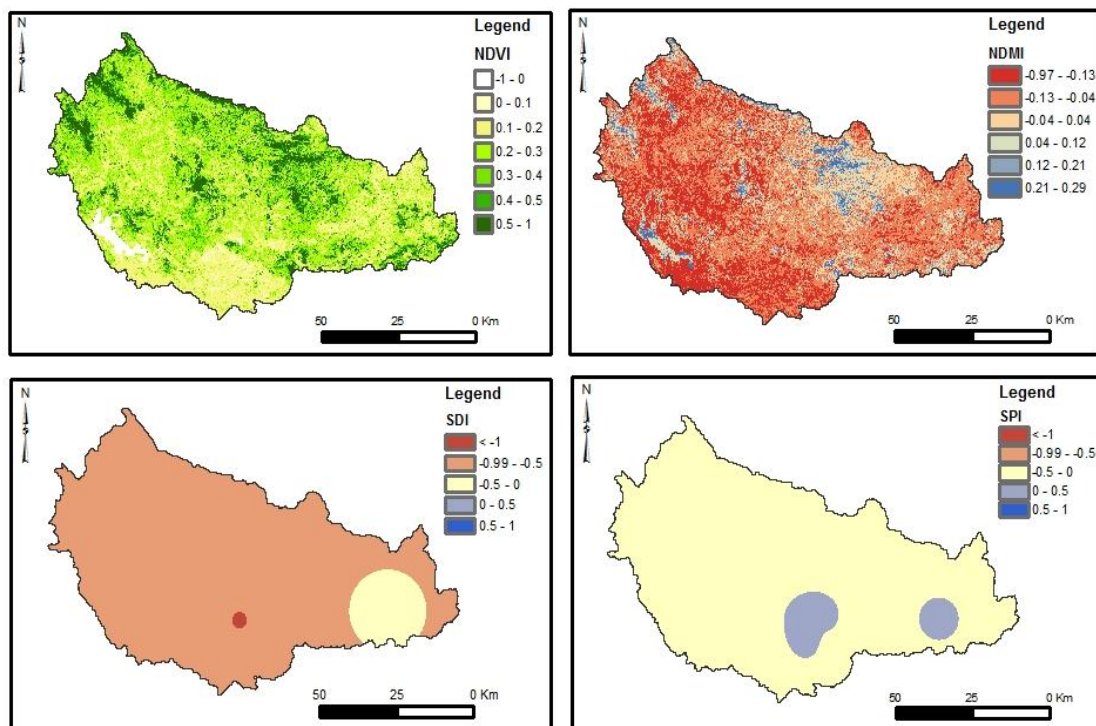 N
Legend
NDVI
-1 - 0
0 - 0.1
0.1 - 0.2
0.2 - 0.3
0.3 - 0.4
0.4 - 0.5
0.5 - 1
50 25 0 Km
N
Legend
NDMI
-0.97 - -0.13
-0.13 - -0.04
-0.04 - 0.04
0.04 - 0.12
0.12 - 0.21
0.21 - 0.29
50 25 0 Km
N
Legend
SDI
< -1
-0.99 - -0.5
-0.5 - 0
0 - 0.5
0.5 - 1
50 25 0 Km
N
Legend
SPI
< -1
-0.99 - -0.5
-0.5 - 0
0 - 0.5
0.5 - 1
50 25 0 Km